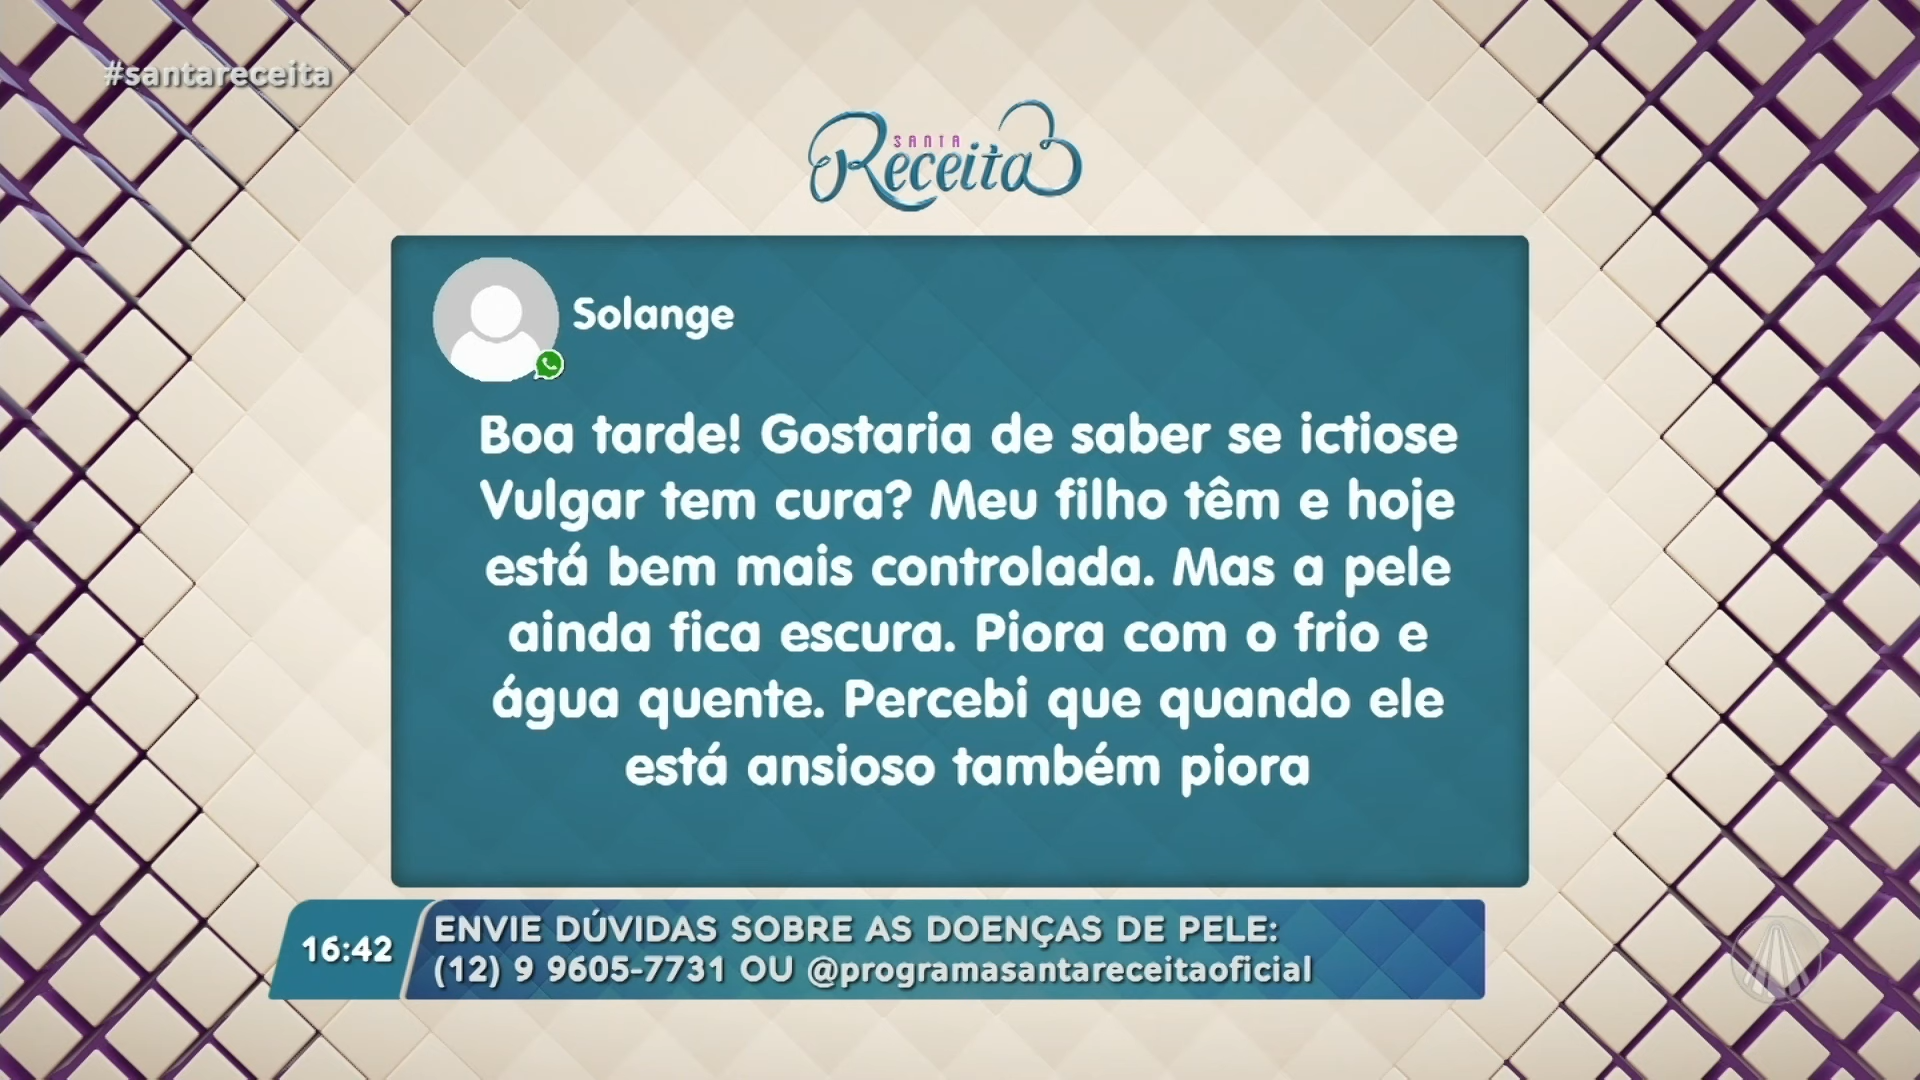 #santareceita
SANTA
Receita
Solange
Boa tarde! Gostaria de saber se ictiose
Vulgar tem cura? Meu filho têm e hoje
está bem mais controlada. Mas a pele
ainda fica escura. Piora com o frio e
água quente. Percebi que quando ele
está ansioso também piora
16:42
ENVIE DÚVIDAS SOBRE AS DOENÇAS DE PELE:
(12) 9 9605-7731 OU @programasantareceitaoficial